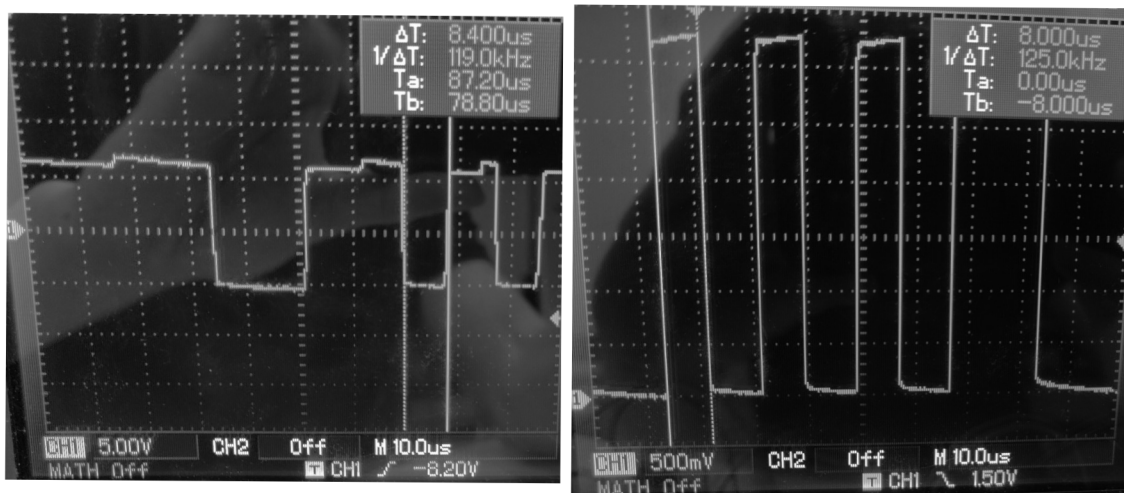 ΔT: 8.400us
1/ΔT: 119.0kHz
Ta: 87.20us
Tb: 78.80us
1
CH1 5.00V CH2 Off M 10.0us
MATH Off T CH1 -8.20V
ΔT: 8.000us
1/ΔT: 125.0kHz
Ta: 0.00us
Tb: -8.000us
1
CH1 500mV CH2 Off M 10.0us
MATH Off T CH1 1.50V